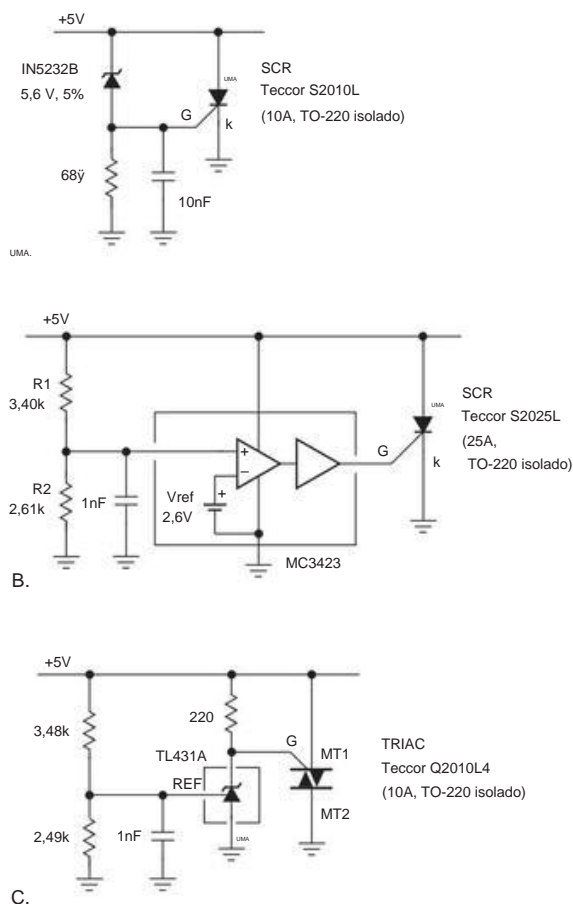 +5V
IN5232B
5,6 V, 5%
UMA
SCR
Teccor S2010L
(10A, TO-220 isolado)
G
k
68ÿ
10nF
UMA.
+5V
R1
3,40k
UMA
SCR
Teccor S2025L
(25A,
TO-220 isolado)
G
k
+
−
R2
2,61k
1nF
Vref
2,6V
+
MC3423
B.
+5V
3,48k
220
G
MT1
TRIAC
Teccor Q2010L4
(10A, TO-220 isolado)
TL431A
REF
MT2
2,49k
1nF
UMA
C.